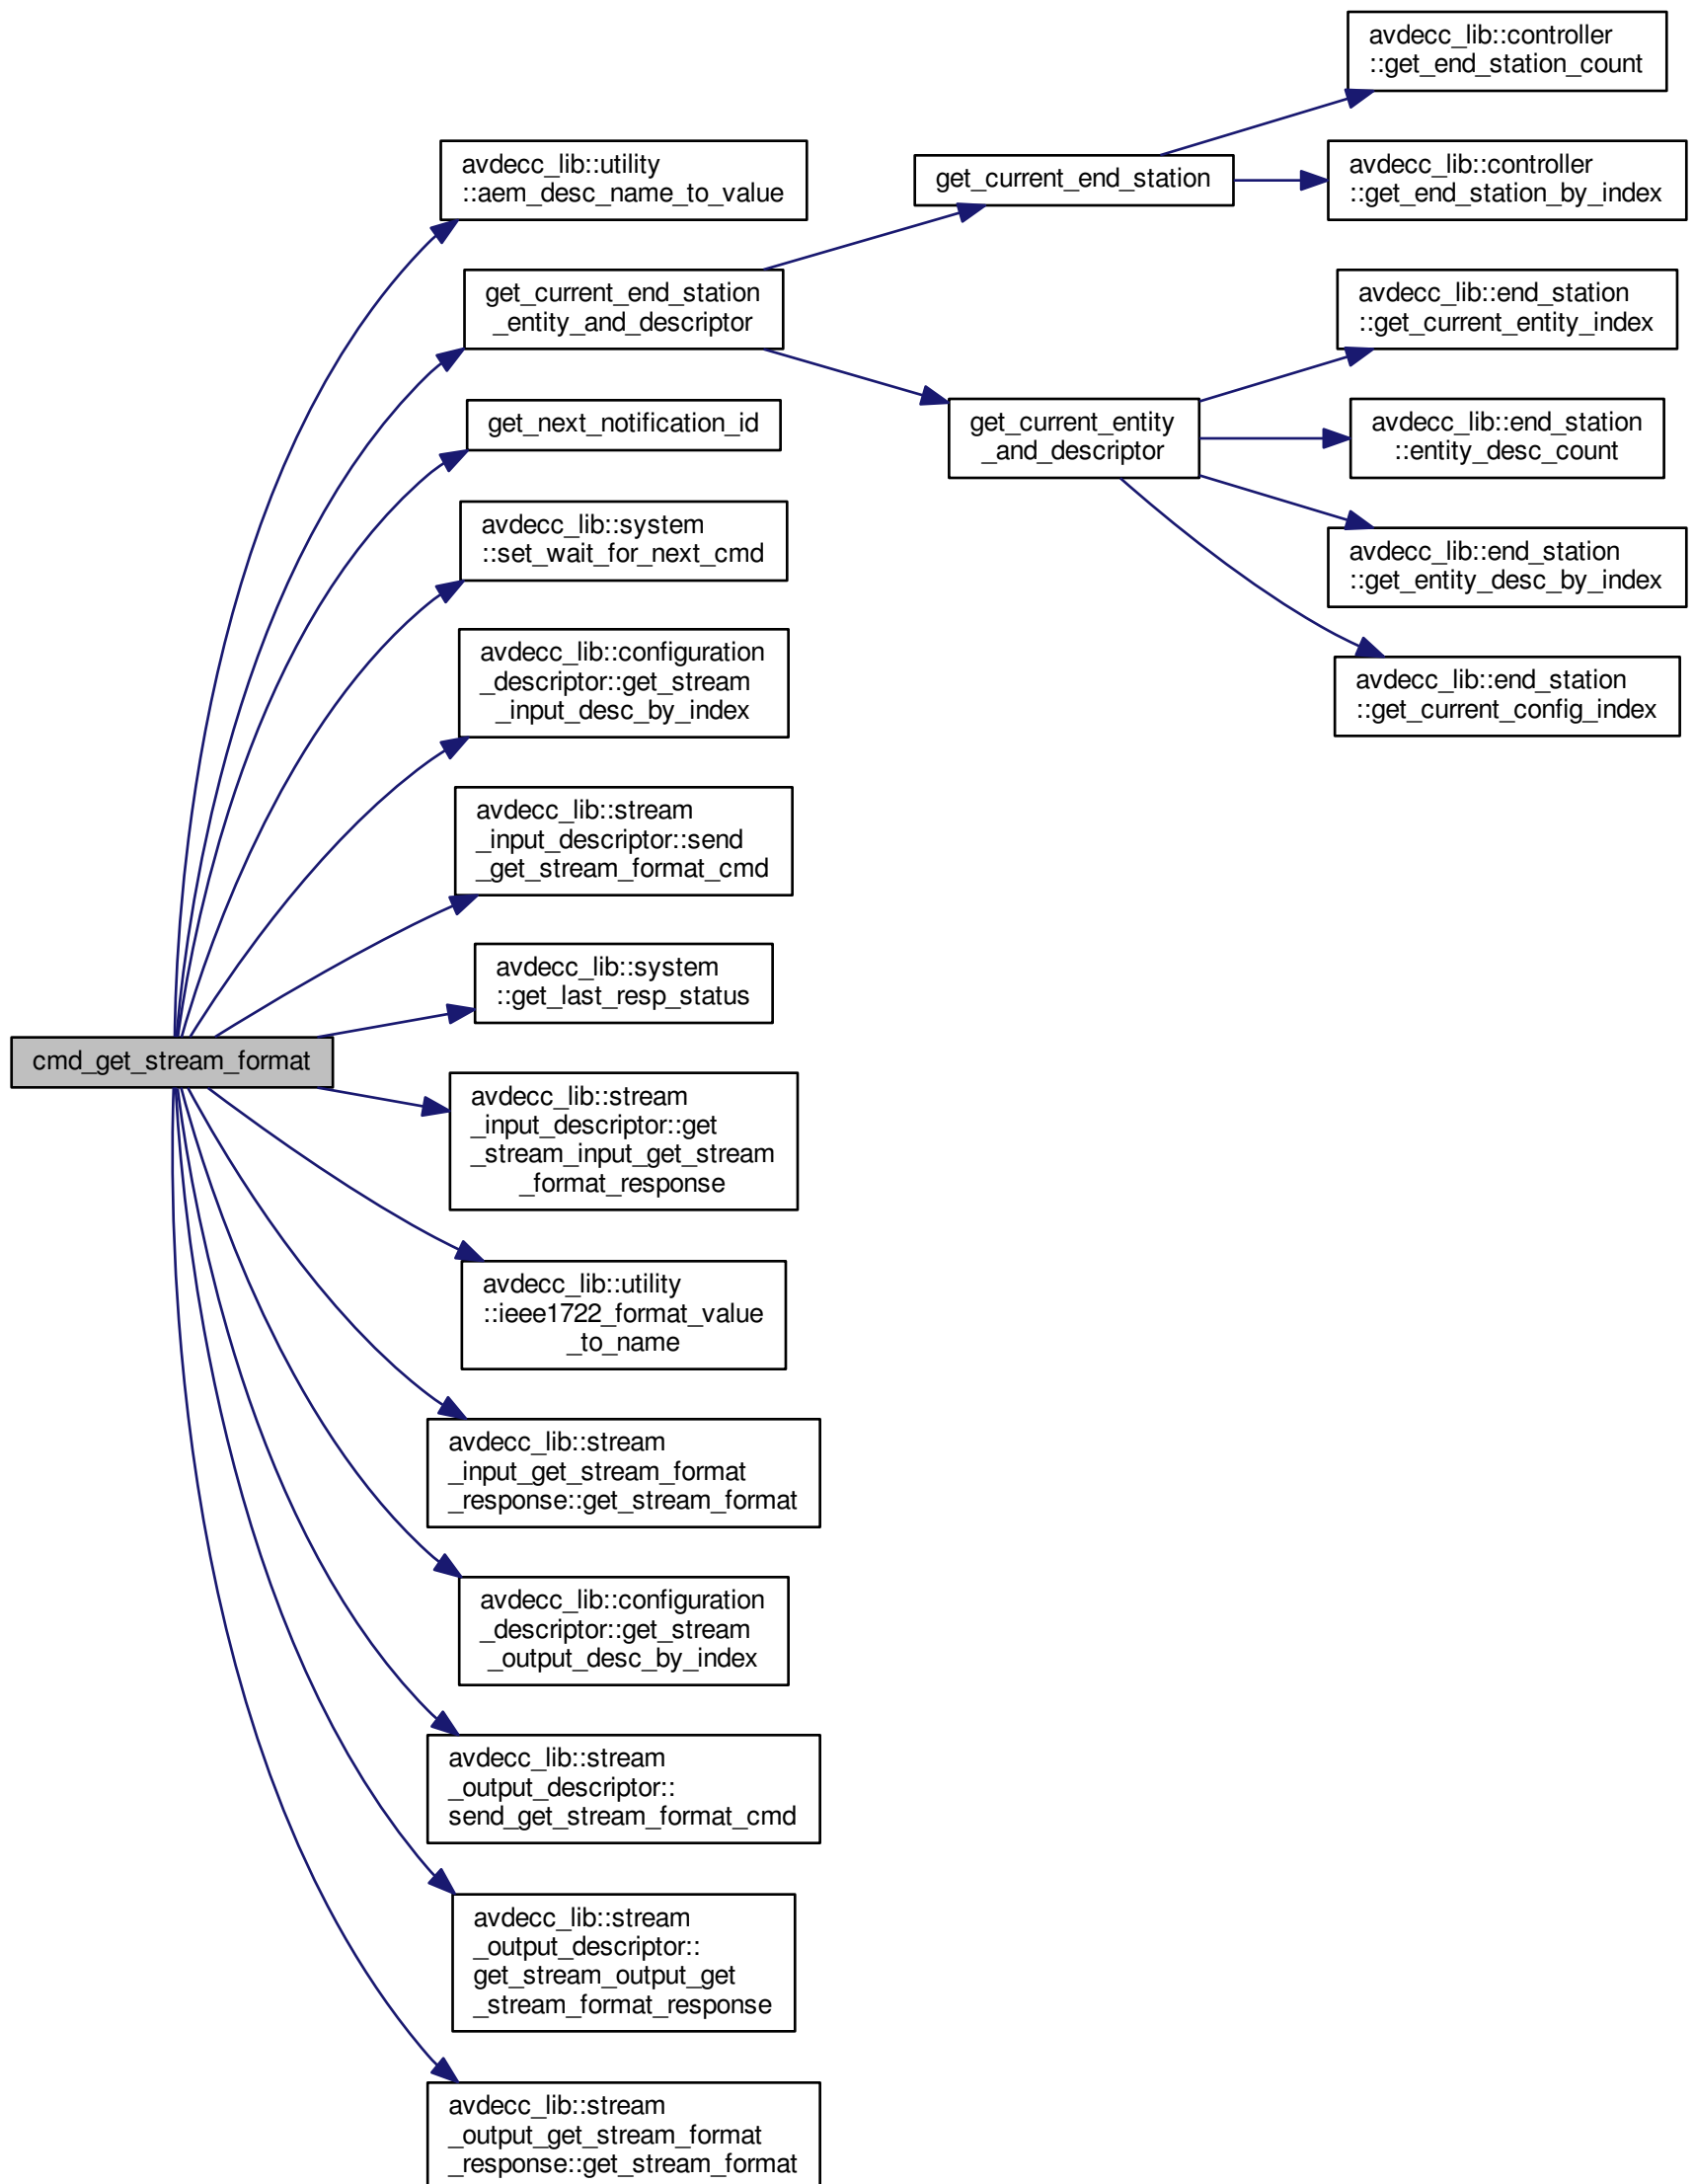 cmd_get_stream_format
avdecc_lib::utility
::aem_desc_name_to_value
get_current_end_station
_entity_and_descriptor
get_next_notification_id
avdecc_lib::system
::set_wait_for_next_cmd
avdecc_lib::configuration
_descriptor::get_stream
_input_desc_by_index
avdecc_lib::stream
_input_descriptor::send
_get_stream_format_cmd
avdecc_lib::system
::get_last_resp_status
avdecc_lib::stream
_input_descriptor::get
_stream_input_get_stream
_format_response
avdecc_lib::utility
::ieee1722_format_value
_to_name
avdecc_lib::stream
_input_get_stream_format
_response::get_stream_format
avdecc_lib::configuration
_descriptor::get_stream
_output_desc_by_index
avdecc_lib::stream
_output_descriptor::
send_get_stream_format_cmd
avdecc_lib::stream
_output_descriptor::
get_stream_output_get
_stream_format_response
avdecc_lib::stream
_output_get_stream_format
_response::get_stream_format
get_current_end_station
get_current_entity
_and_descriptor
avdecc_lib::controller
::get_end_station_count
avdecc_lib::controller
::get_end_station_by_index
avdecc_lib::end_station
::get_current_entity_index
avdecc_lib::end_station
::entity_desc_count
avdecc_lib::end_station
::get_entity_desc_by_index
avdecc_lib::end_station
::get_current_config_index